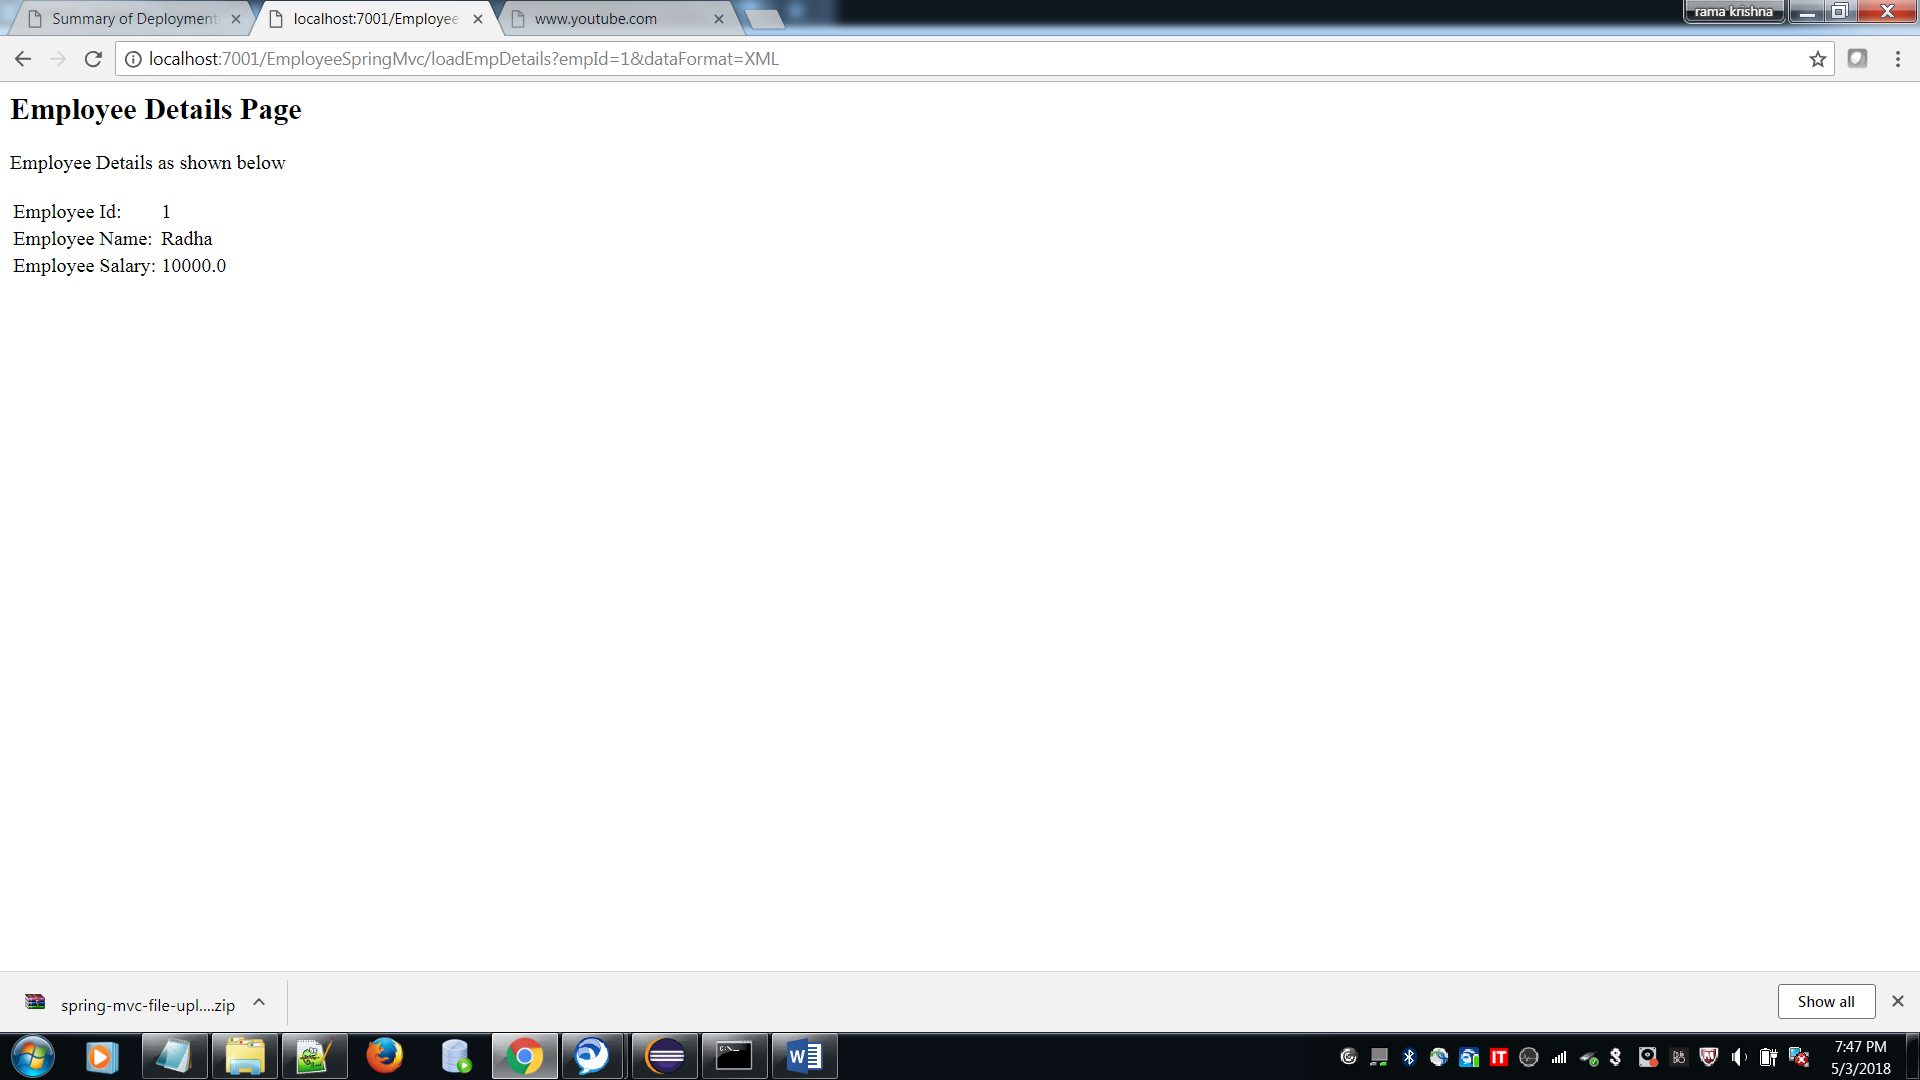 Summary of Deployment
localhost:7001/Employee
www.youtube.com
rama krishna
localhost:7001/EmployeeSpringMvc/loadEmpDetails?empId=1&dataFormat=XML
Employee Details Page
Employee Details as shown below
Employee Id: 1
Employee Name: Radha
Employee Salary: 10000.0
spring-mvc-file-upl....zip
Show all
7:47 PM
5/3/2018